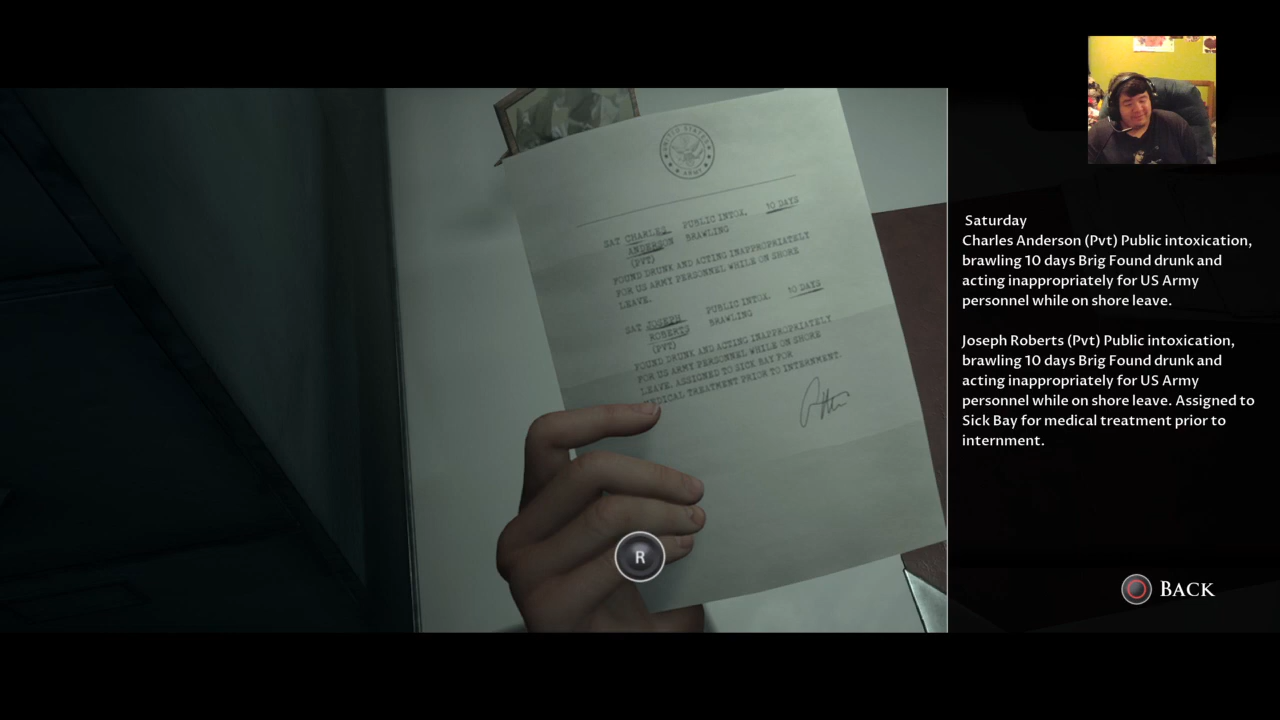 UNITED STATES
ARMY
SAT CHARLES PUBLIC INTOX. 10 DAYS
ANDERSON BRAWLING
(PVT)
FOUND DRUNK AND ACTING INAPPROPRIATELY
FOR US ARMY PERSONNEL WHILE ON SHORE
LEAVE.
SAT JOSEPH PUBLIC INTOX. 10 DAYS
ROBERTS BRAWLING
(PVT)
FOUND DRUNK AND ACTING INAPPROPRIATELY
FOR US ARMY PERSONNEL WHILE ON SHORE
LEAVE. ASSIGNED TO SICK BAY FOR
MEDICAL TREATMENT PRIOR TO INTERNMENT.
R
Saturday
Charles Anderson (Pvt) Public intoxication,
brawling 10 days Brig Found drunk and
acting inappropriately for US Army
personnel while on shore leave.
Joseph Roberts (Pvt) Public intoxication,
brawling 10 days Brig Found drunk and
acting inappropriately for US Army
personnel while on shore leave. Assigned to
Sick Bay for medical treatment prior to
internment.
BACK